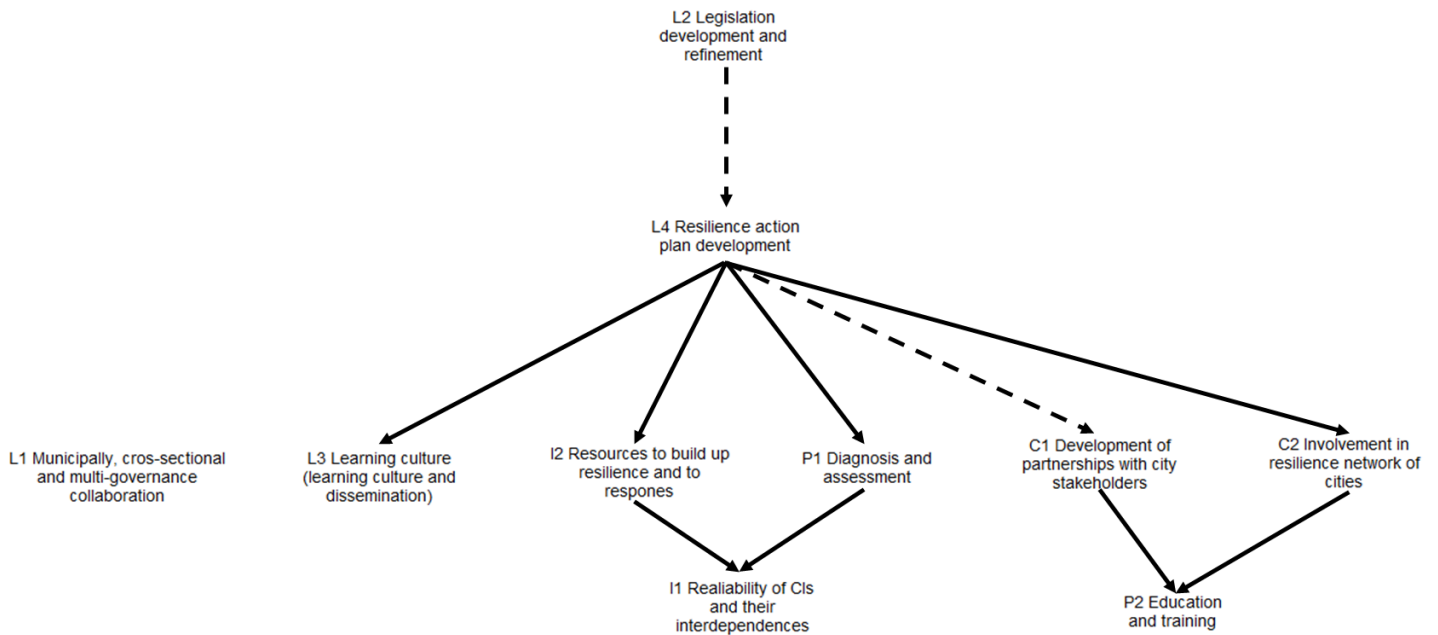 L2 Legislation
development and
refinement
L4 Resilience action
plan development
L1 Municipally, cros-sectional
and multi-governance
collaboration
L3 Learning culture
(learning culture and
dissemination)
I2 Resources to build up
resilience and to
respones
P1 Diagnosis and
assessment
C1 Development of
partnerships with city
stakeholders
C2 Involvement in
resilience network of
cities
I1 Realiability of CIs
and their
interdependences
P2 Education
and training